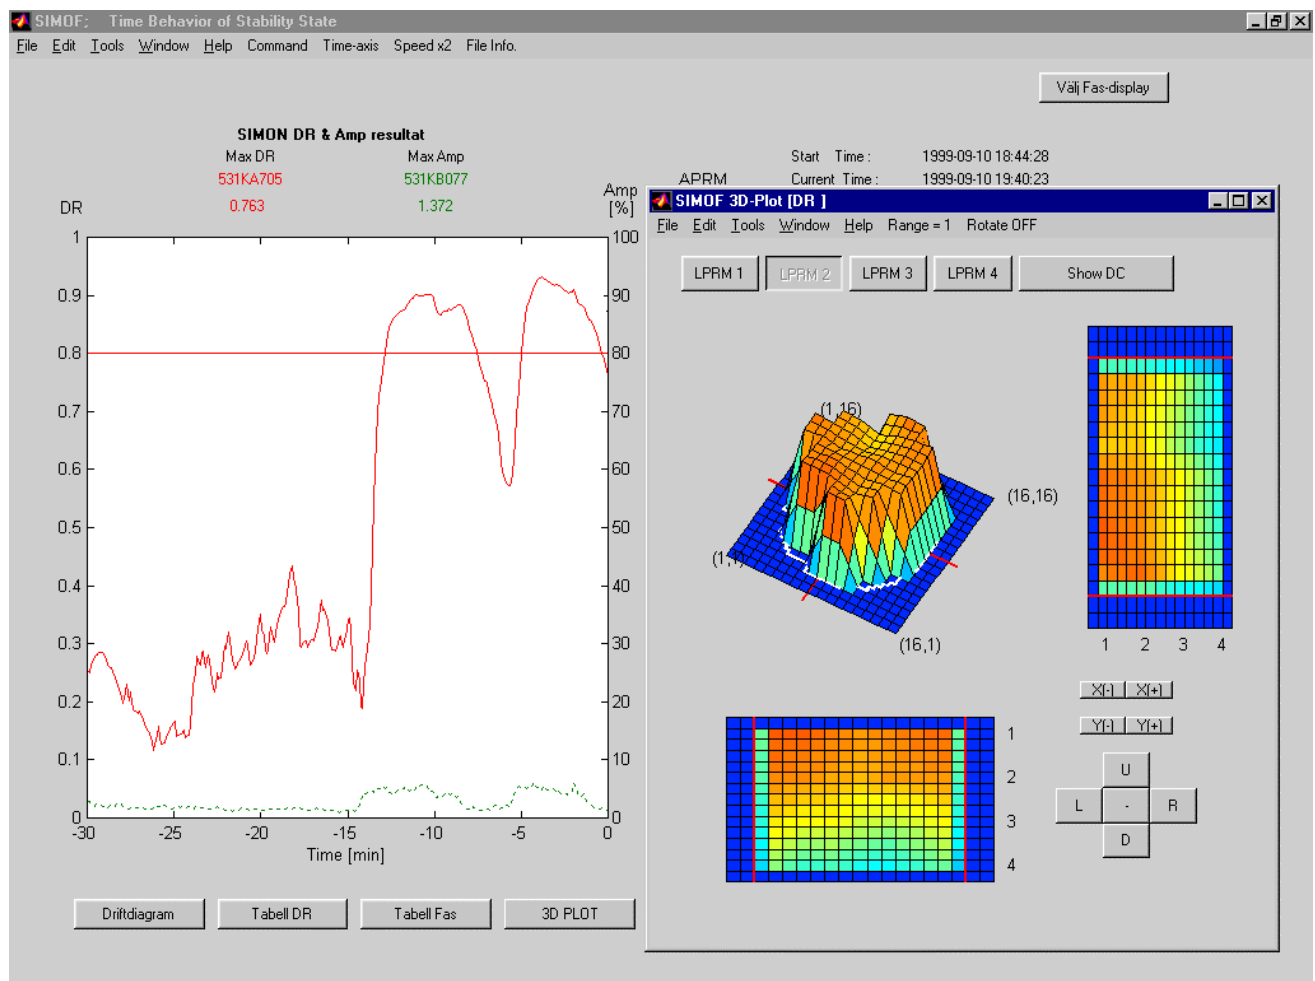 SIMOF; Time Behavior of Stability State
File Edit Tools Window Help Command Time-axis Speed x2 File Info.
Välj Fas-display
SIMON DR & Amp resultat
Max DR Max Amp
531KA705 531KB077
0.763 1.372
Start Time : 1999-09-10 18:44:28
APRM Current Time : 1999-09-10 19:40:23
DR
Amp
[%]
1
0.9
0.8
0.7
0.6
0.5
0.4
0.3
0.2
0.1
0
100
90
80
70
60
50
40
30
20
10
0
-30 -25 -20 -15 -10 -5 0
Time [min]
Driftdiagram Tabell DR Tabell Fas 3D PLOT
SIMOF 3D-Plot [DR ]
File Edit Tools Window Help Range = 1 Rotate OFF
LPRM 1 LPRM 2 LPRM 3 LPRM 4 Show DC
(1,16)
(16,16)
(1,1)
(16,1)
1 2 3 4
X(-) X(+)
Y(-) Y(+)
1
2
3
4
U
L - R
D